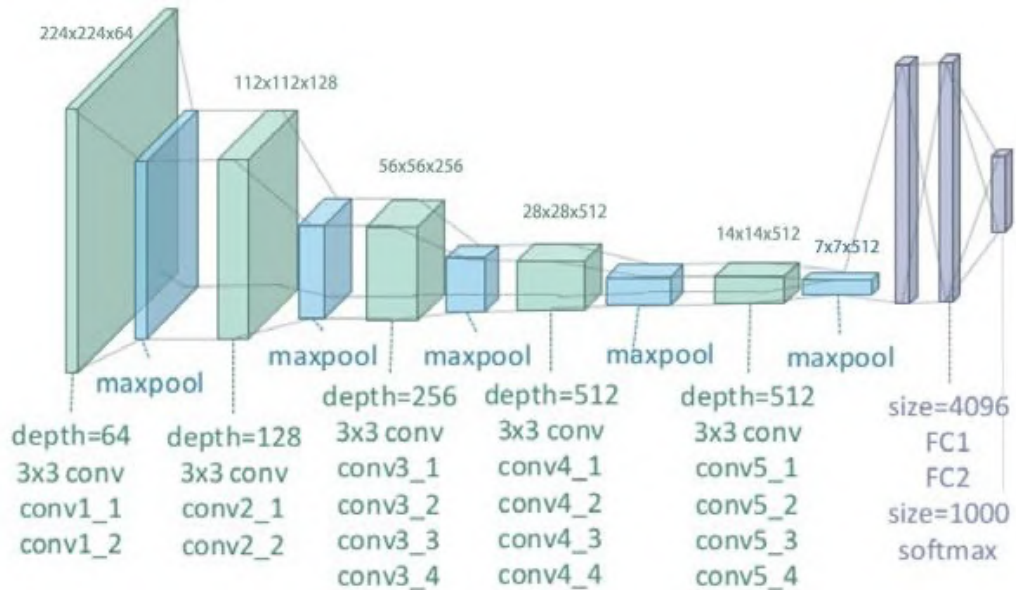 224x224x64
112x112x128
56x56x256
28x28x512
14x14x512
7x7x512
maxpool
maxpool
maxpool
maxpool
maxpool
depth=64
3x3 conv
conv1_1
conv1_2
depth=128
3x3 conv
conv2_1
conv2_2
depth=256
3x3 conv
conv3_1
conv3_2
conv3_3
conv3_4
depth=512
3x3 conv
conv4_1
conv4_2
conv4_3
conv4_4
depth=512
3x3 conv
conv5_1
conv5_2
conv5_3
conv5_4
size=4096
FC1
FC2
size=1000
softmax